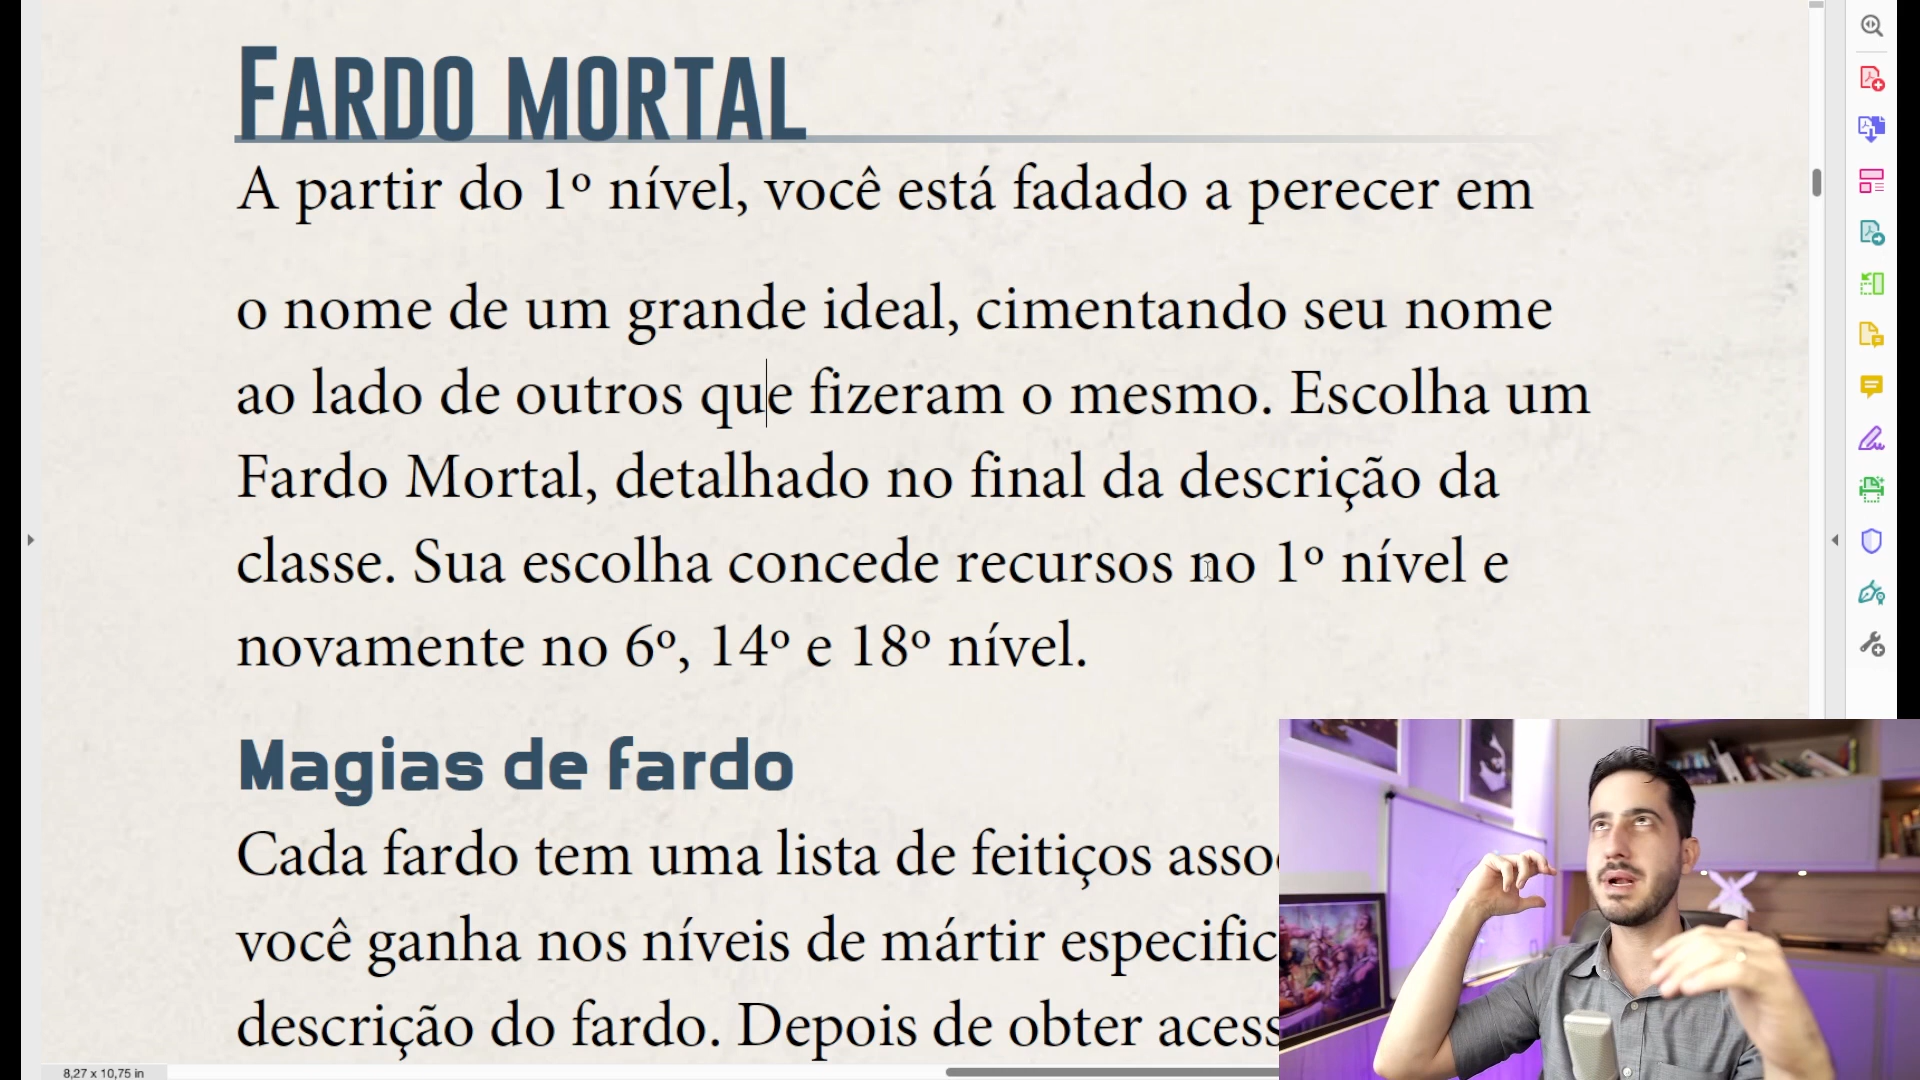 FARDO MORTAL
A partir do 1º nível, você está fadado a perecer em
o nome de um grande ideal, cimentando seu nome
ao lado de outros que fizeram o mesmo. Escolha um
Fardo Mortal, detalhado no final da descrição da
classe. Sua escolha concede recursos no 1º nível e
novamente no 6º, 14º e 18º nível.
Magias de fardo
Cada fardo tem uma lista de feitiços
você ganha nos níveis de mártir
descrição do fardo. Depois de obter
8,27 x 10,75 in